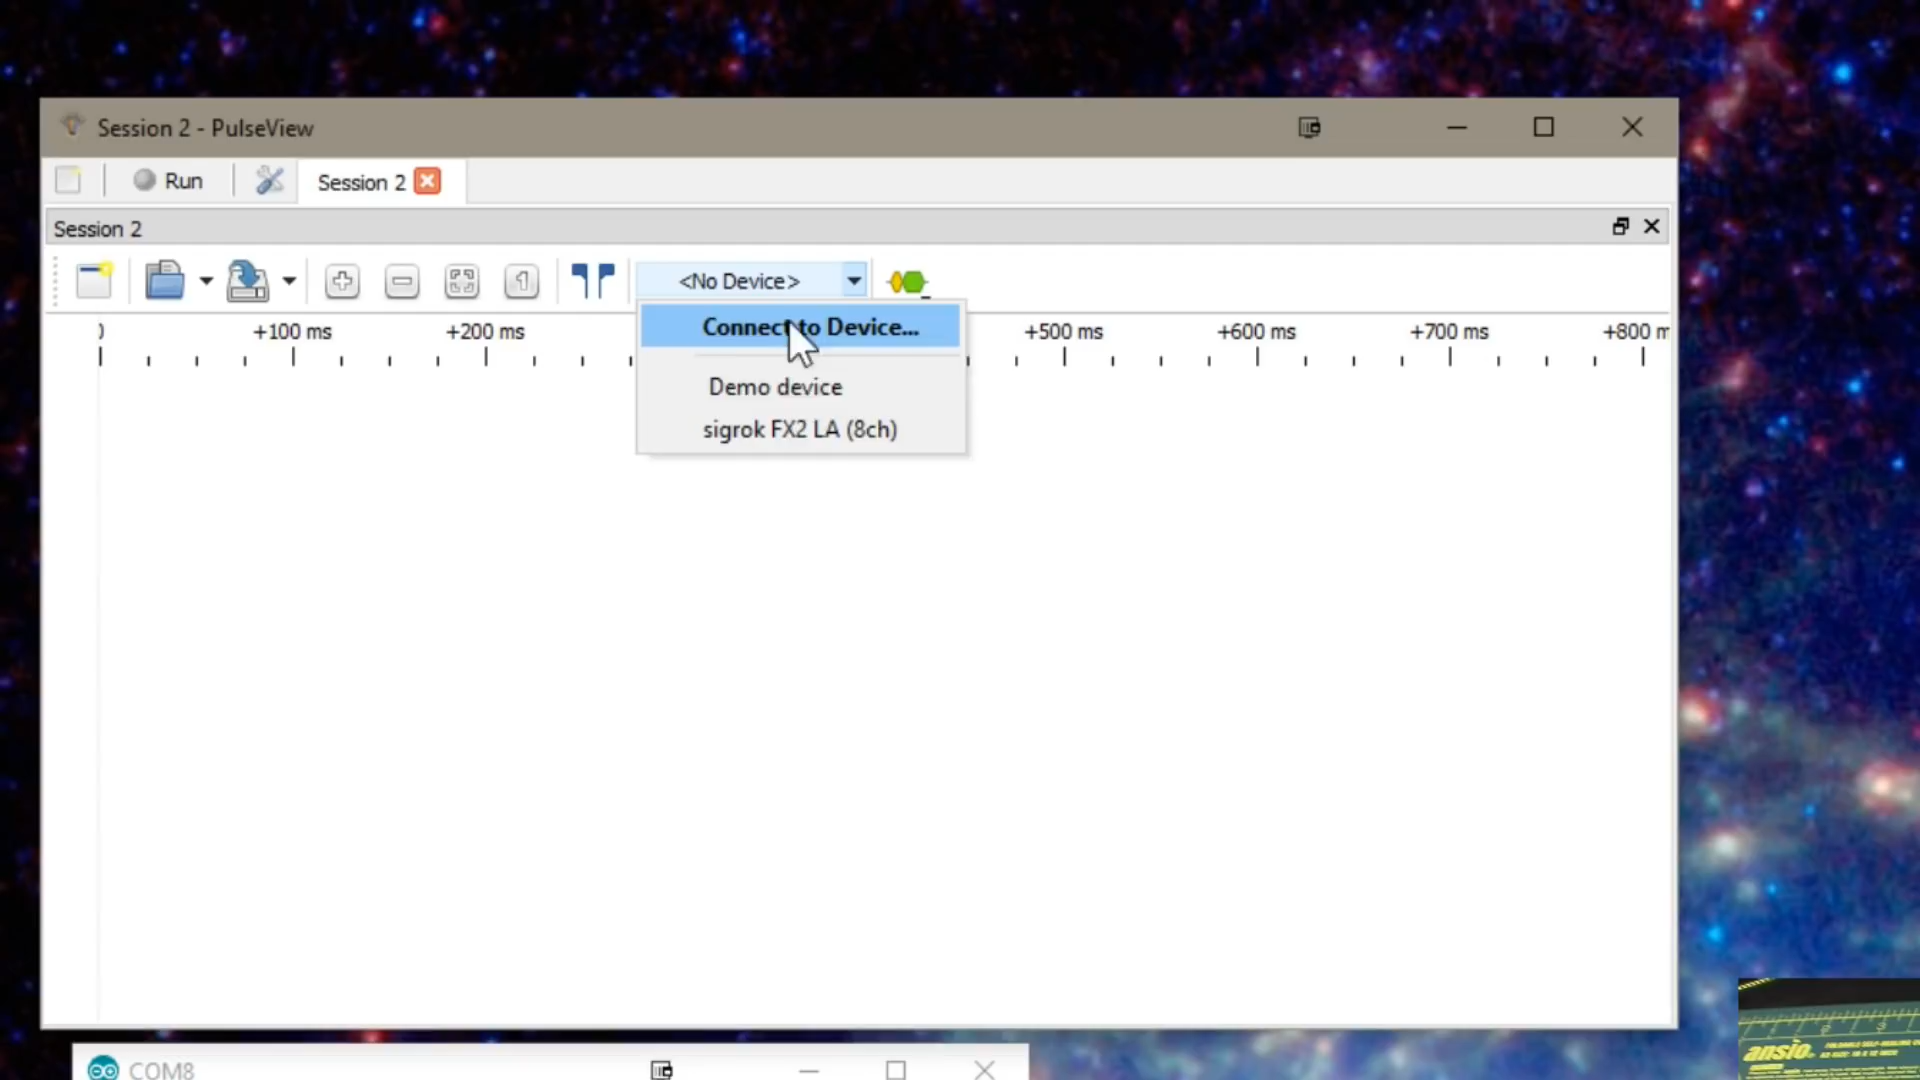 Session 2 - PulseView
Run
Session 2
Session 2
<No Device>
+100 ms +200 ms +500 ms +600 ms +700 ms +800 m
Connect to Device...
Demo device
sigrok FX2 LA (8ch)
COM8
ansio